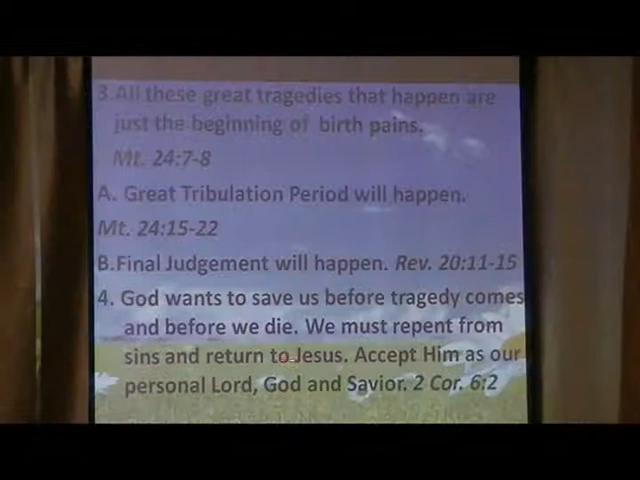 3.All these great tragedies that happen are
just the beginning of birth pains.
Mt. 24:7-8
A. Great Tribulation Period will happen.
Mt. 24:15-22
B.Final Judgement will happen. Rev. 20:11-15
4. God wants to save us before tragedy comes
and before we die. We must repent from
sins and return to Jesus. Accept Him as our
personal Lord, God and Savior. 2 Cor. 6:2